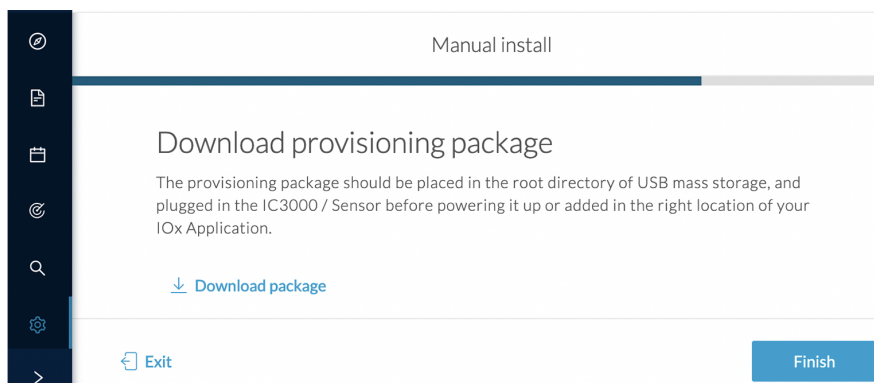 Manual install
Download provisioning package
The provisioning package should be placed in the root directory of USB mass storage, and
plugged in the IC3000 / Sensor before powering it up or added in the right location of your
IOx Application.
Download package
Exit
Finish